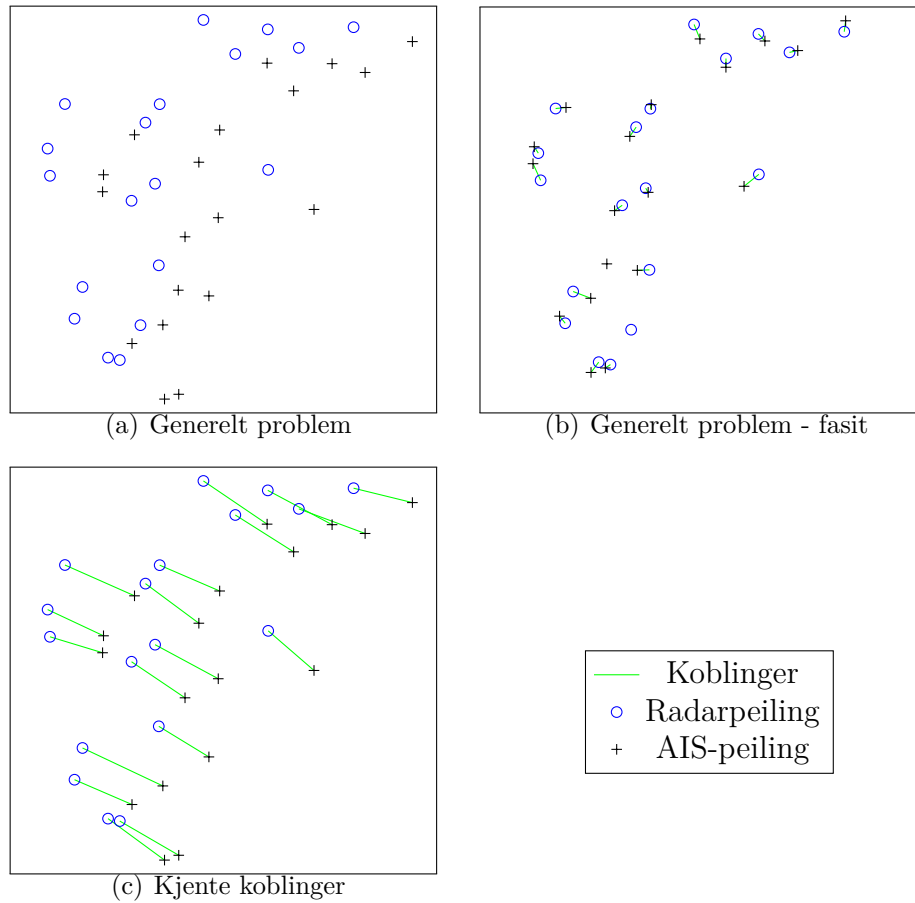 (a) Generelt problem
(b) Generelt problem - fasit
(c) Kjente koblinger
Koblinger
Radarpeiling
AIS-peiling